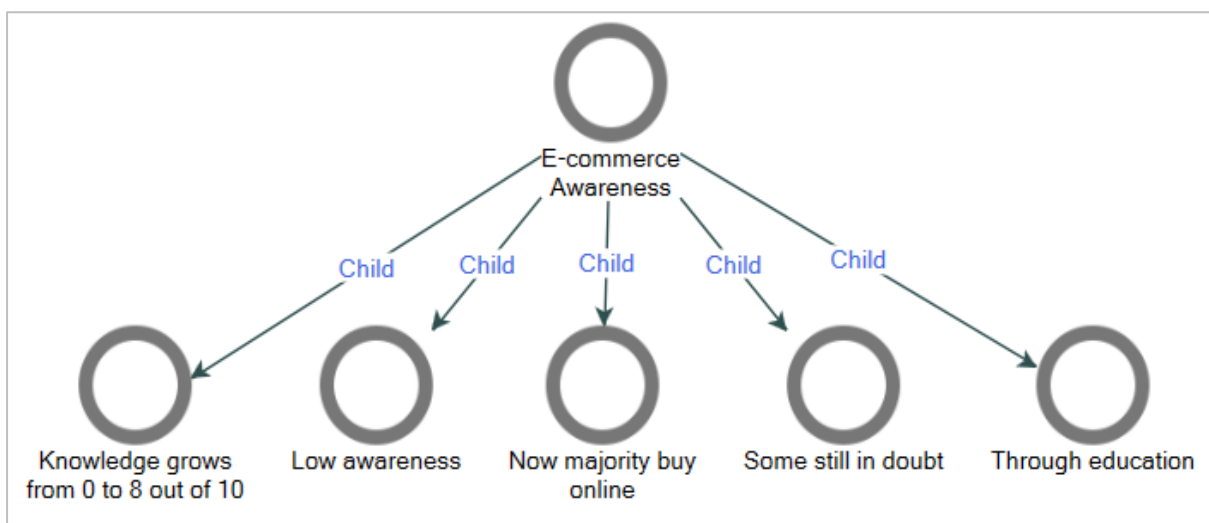 E-commerce
Awareness
Child
Child
Child
Child
Child
Knowledge grows
from 0 to 8 out of 10
Low awareness
Now majority buy
online
Some still in doubt
Through education